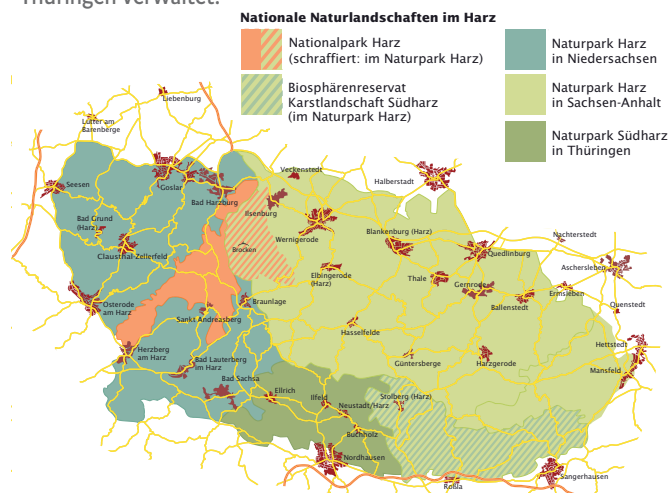 Thüringen verwaltet.
Nationale Naturlandschaften im Harz
Nationalpark Harz
(schraffiert: im Naturpark Harz)
Biosphärenreservat
Karstlandschaft Südharz
(im Naturpark Harz)
Naturpark Harz
in Niedersachsen
Naturpark Harz
in Sachsen-Anhalt
Naturpark Südharz
in Thüringen
Liebenburg
Lutter am
Barenberge
Seesen
Goslar
Bad Harzburg
Veckenstedt
Halberstadt
Ilsenburg
Bad Grund
(Harz)
Clausthal-Zellerfeld
Brocken
Wernigerode
Blankenburg (Harz)
Quedlinburg
Nachterstedt
Aschersleben
Elbingerode
(Harz)
Thale
Gernrode
Ballenstedt
Ermsleben
Quenstedt
Osterode
am Harz
Braunlage
Sankt Andreasberg
Hasselfelde
Güntersberge
Harzgerode
Hettstedt
Mansfeld
Herzberg
am Harz
Bad Lauterberg
im Harz
Bad Sachsa
Ellrich
Ilfeld
Neustadt/Harz
Stolberg (Harz)
Buchholz
Nordhausen
Roßla
Sangerhausen